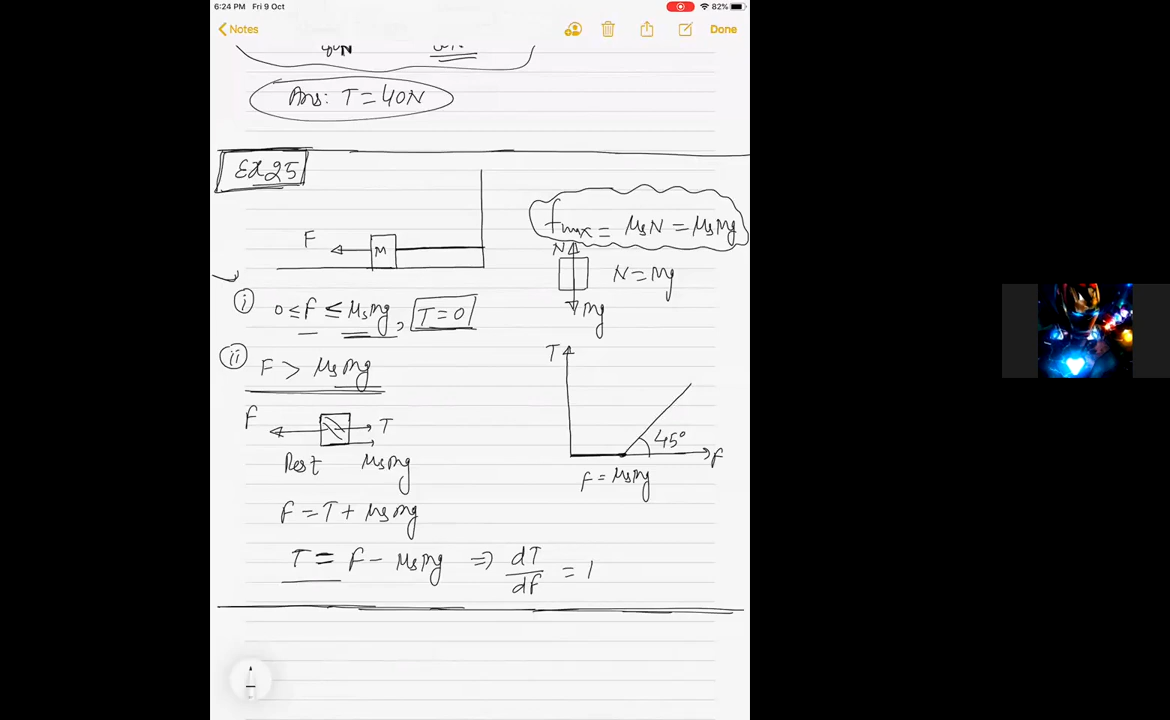 6:24 PM Fri 9 Oct
82%
Notes
Done
Ans: T = 40N
Ex 25
F
M
fmax = μsN = μsmg
N
N = mg
mg
(i) 0 ≤ F ≤ μsmg, T = 0
(ii) F > μsmg
F
T
Rest μsmg
T
45°
F
F = μsmg
F = T + μsmg
T = F - μsmg ⇒ dT/dF = 1